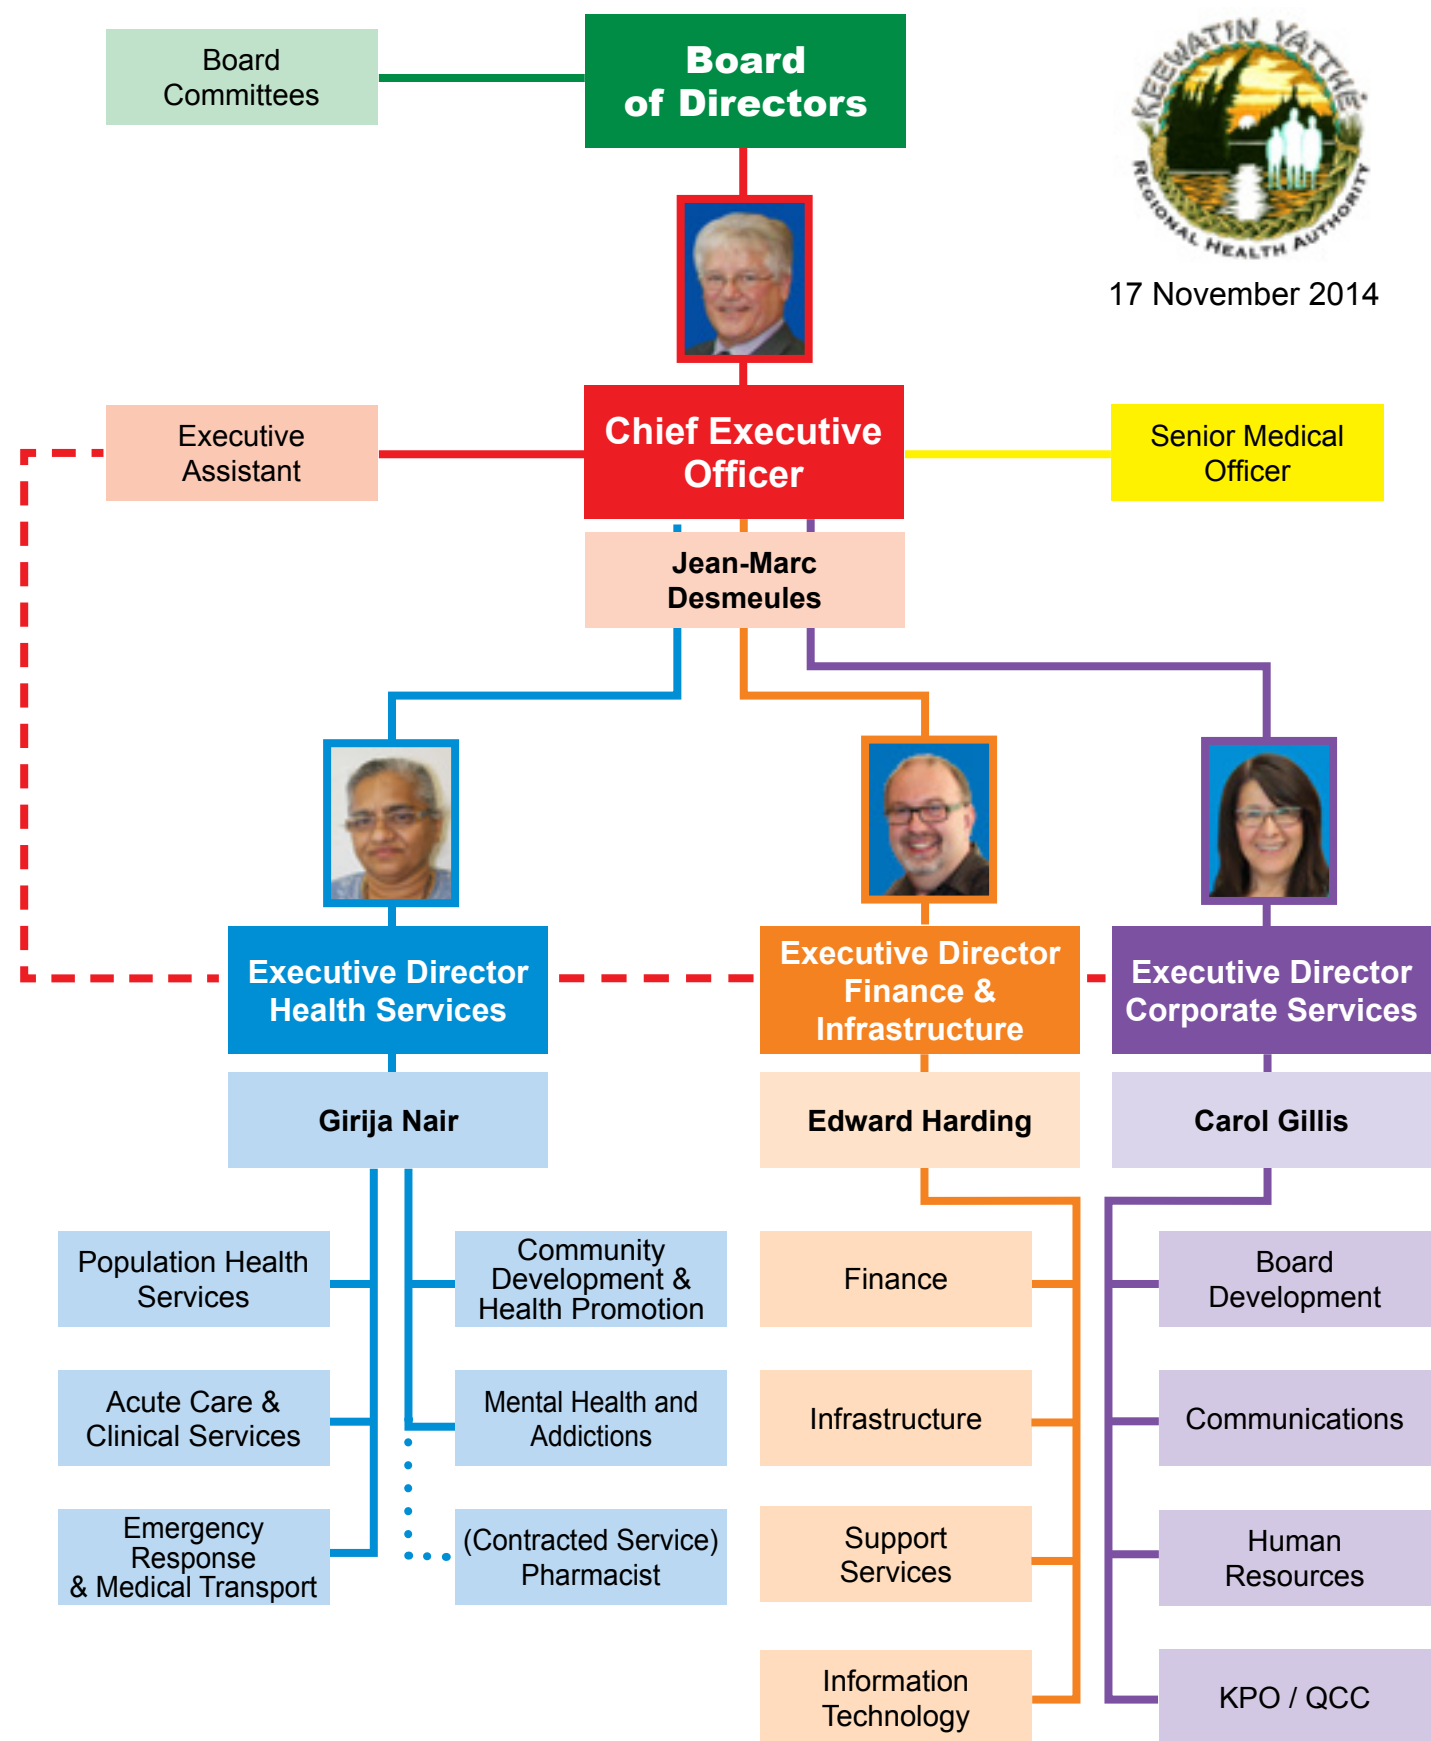 Board
Committees
Board
of Directors
KEEWATIN YATTHÉ
REGIONAL HEALTH AUTHORITY
17 November 2014
Executive
Assistant
Chief Executive
Officer
Senior Medical
Officer
Jean-Marc
Desmeules
Executive Director
Health Services
Executive Director
Finance &
Infrastructure
Executive Director
Corporate Services
Girija Nair
Edward Harding
Carol Gillis
Population Health
Services
Community
Development &
Health Promotion
Finance
Board
Development
Acute Care &
Clinical Services
Mental Health and
Addictions
Infrastructure
Communications
Emergency
Response
& Medical Transport
(Contracted Service)
Pharmacist
Support
Services
Human
Resources
Information
Technology
KPO / QCC